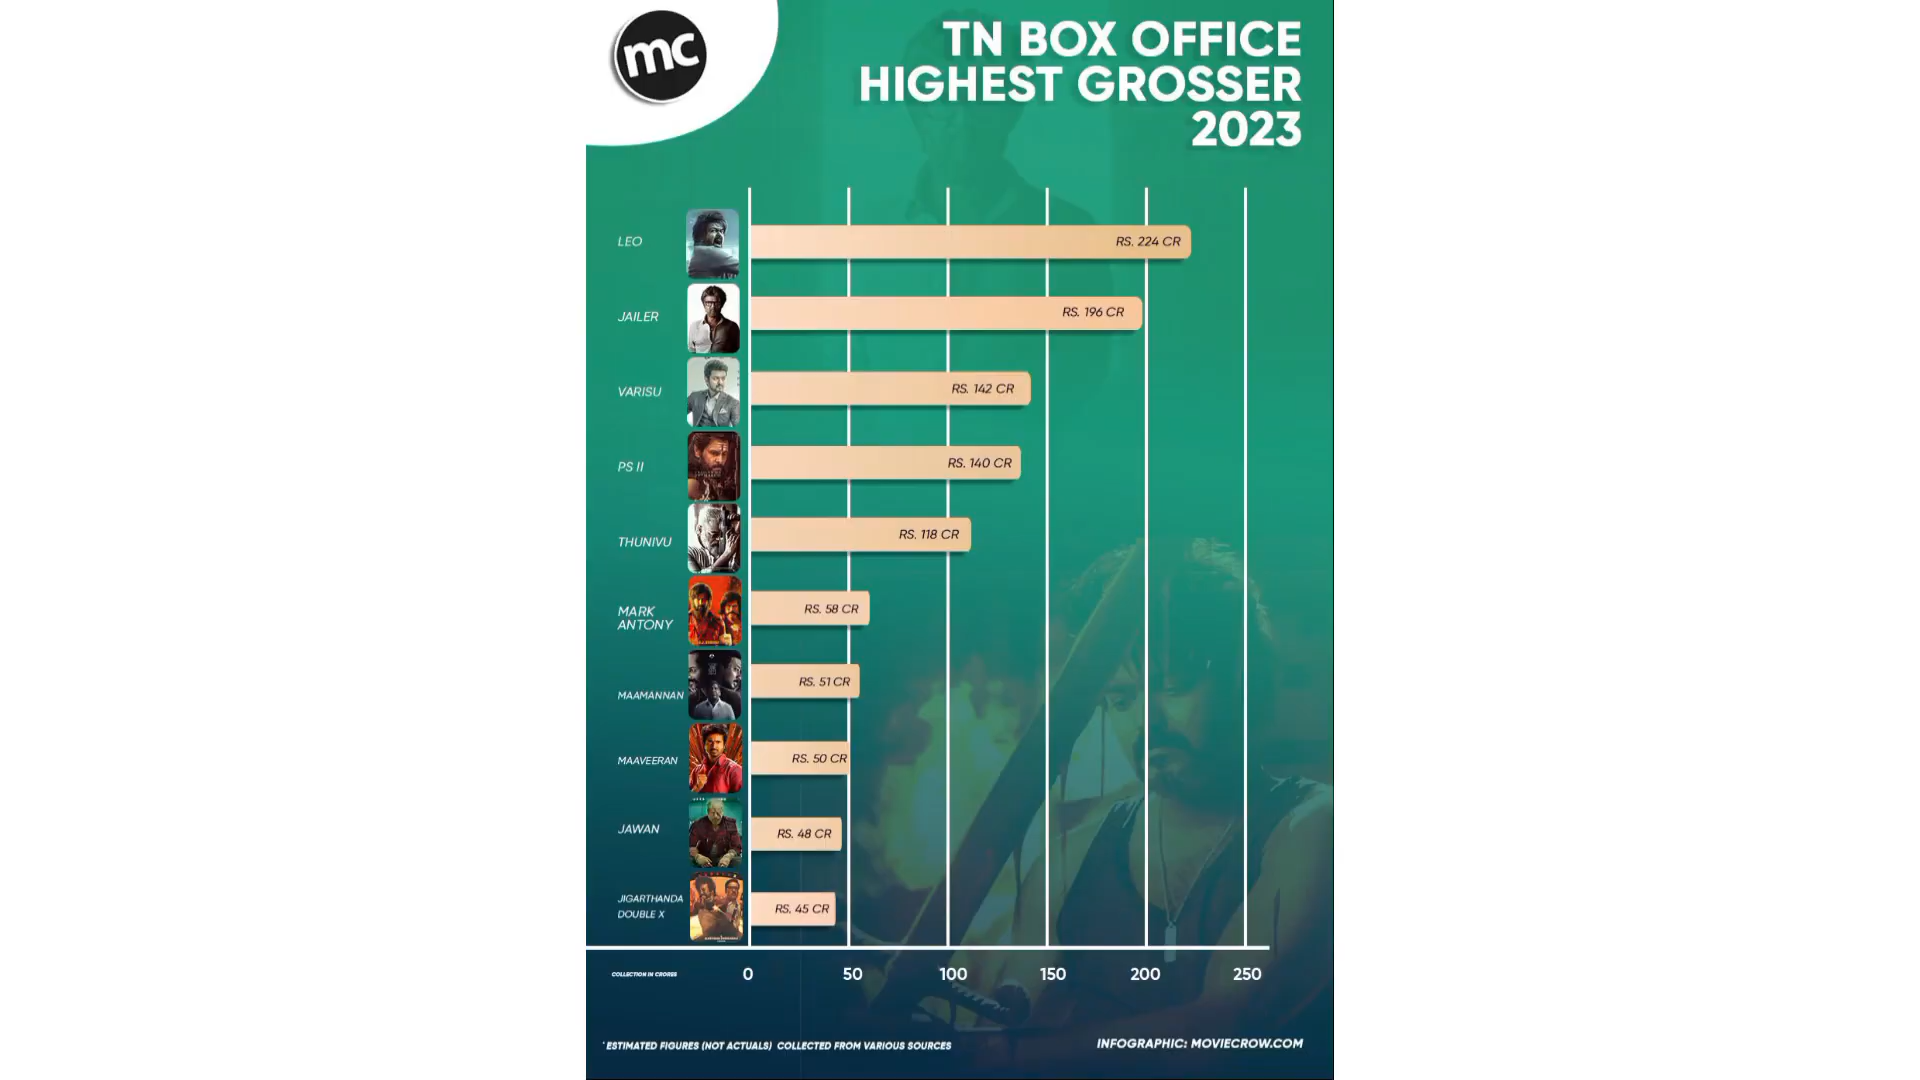 mc
TN BOX OFFICE
HIGHEST GROSSER
2023
LEO
RS. 224 CR
JAILER
RS. 196 CR
VARISU
RS. 142 CR
PS II
RS. 140 CR
THUNIVU
RS. 118 CR
MARK
ANTONY
RS. 58 CR
MAAMANNAN
RS. 51 CR
MAAVEERAN
RS. 50 CR
JAWAN
RS. 48 CR
JIGARTHANDA
DOUBLE X
RS. 45 CR
COLLECTION IN CRORES
0 50 100 150 200 250
*ESTIMATED FIGURES (NOT ACTUALS) COLLECTED FROM VARIOUS SOURCES
INFOGRAPHIC: MOVIECROW.COM